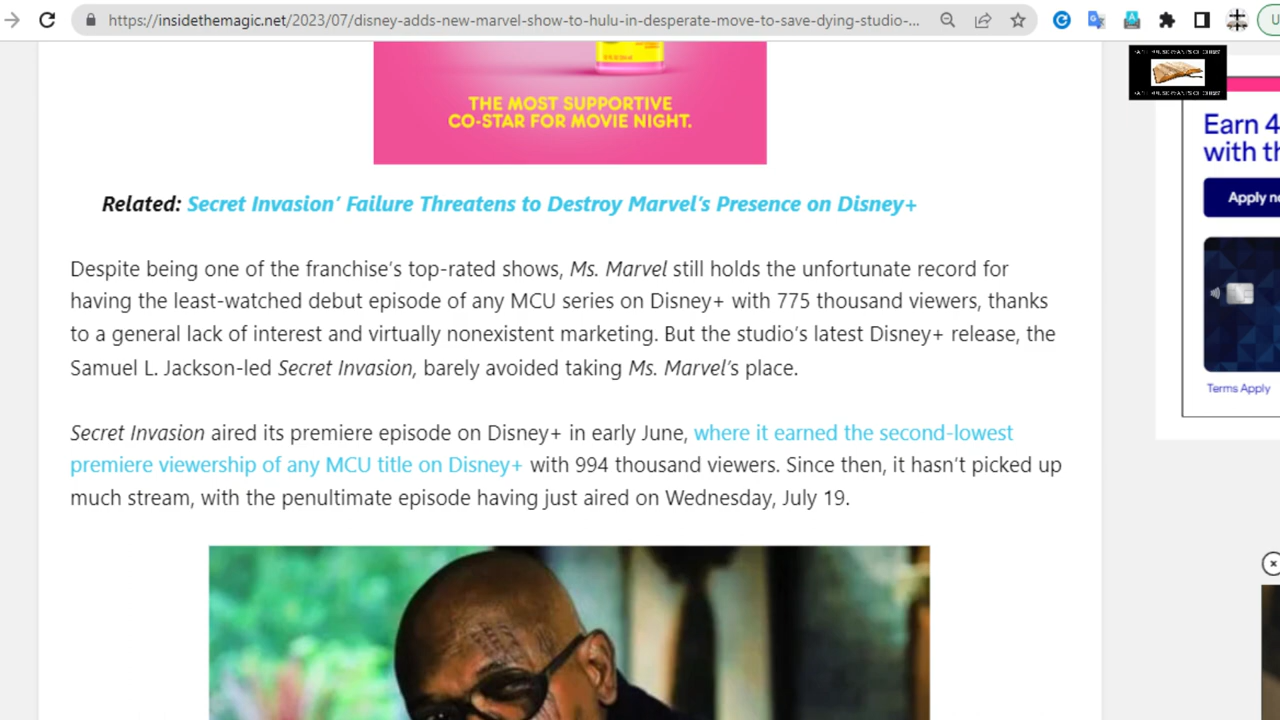 https://insidethemagic.net/2023/07/disney-adds-new-marvel-show-to-hulu-in-desperate-move-to-save-dying-studio-...
THE MOST SUPPORTIVE
CO-STAR FOR MOVIE NIGHT.
Related: Secret Invasion’ Failure Threatens to Destroy Marvel’s Presence on Disney+
Despite being one of the franchise’s top-rated shows, Ms. Marvel still holds the unfortunate record for
having the least-watched debut episode of any MCU series on Disney+ with 775 thousand viewers, thanks
to a general lack of interest and virtually nonexistent marketing. But the studio’s latest Disney+ release, the
Samuel L. Jackson-led Secret Invasion, barely avoided taking Ms. Marvel’s place.
Secret Invasion aired its premiere episode on Disney+ in early June, where it earned the second-lowest
premiere viewership of any MCU title on Disney+ with 994 thousand viewers. Since then, it hasn’t picked up
much stream, with the penultimate episode having just aired on Wednesday, July 19.
Earn 4
with th
Apply no
Terms Apply